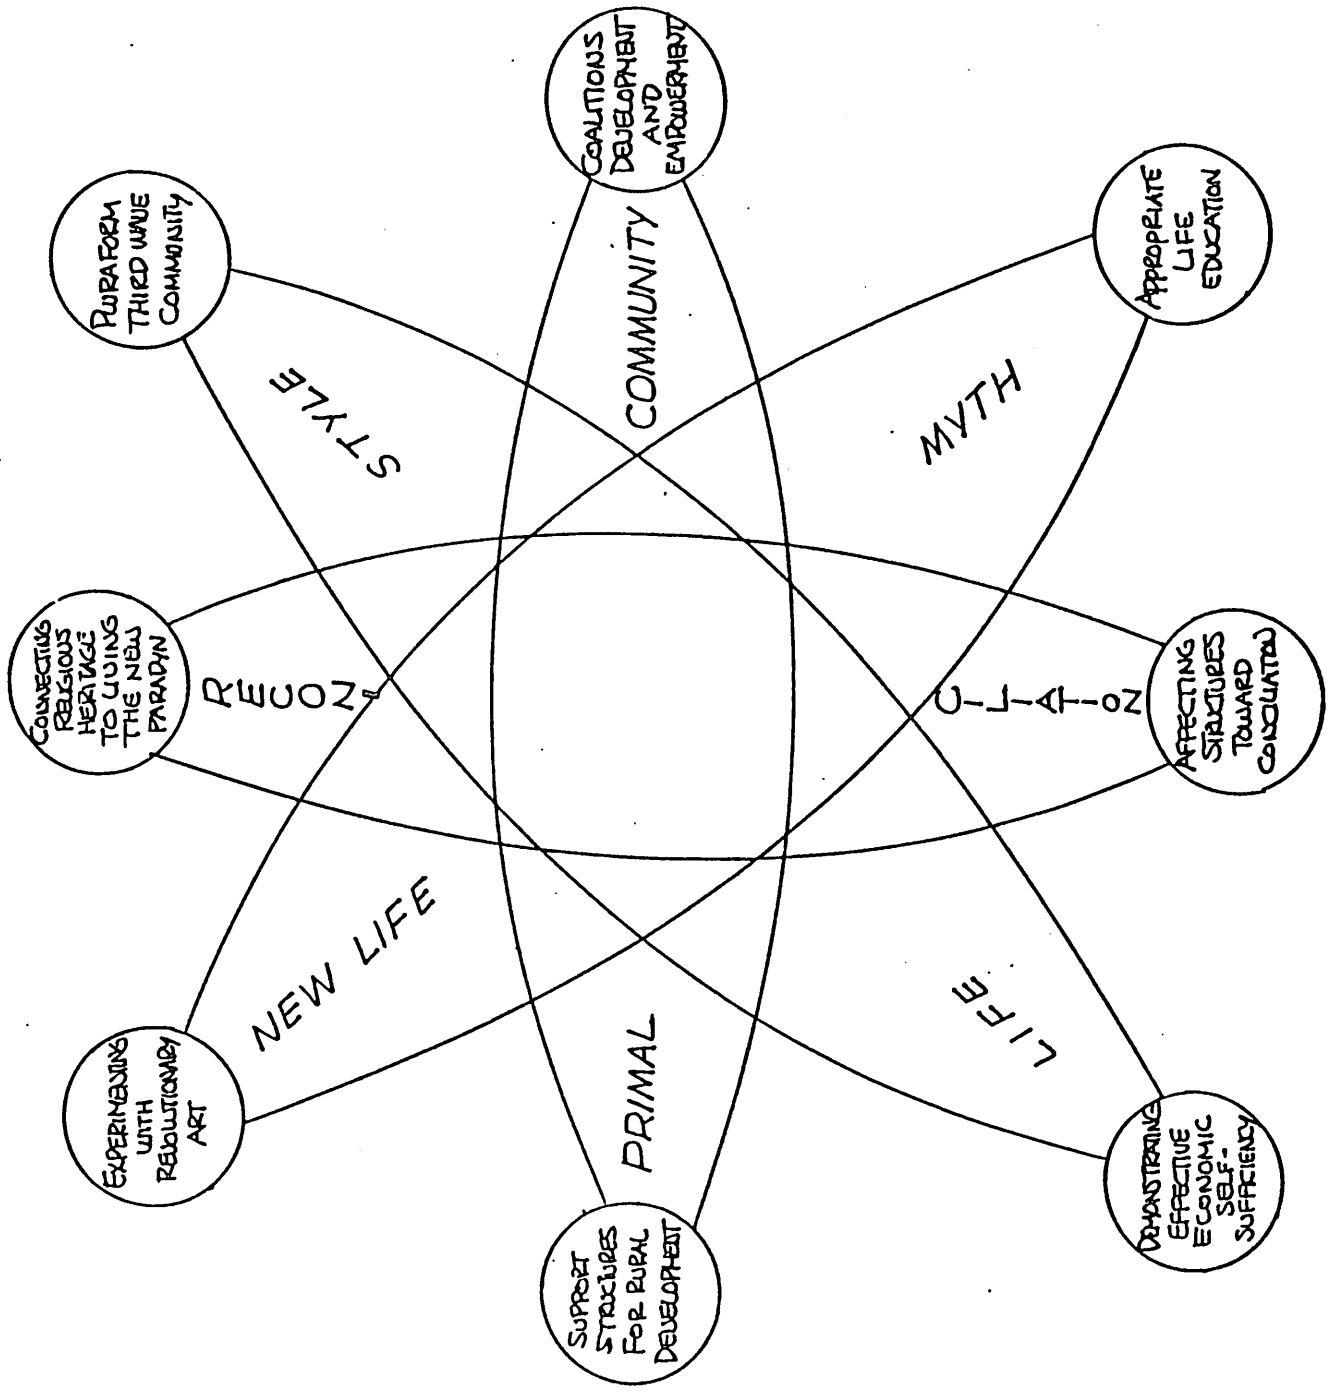 CONNECTING
RELIGIOUS
HERITAGE
TO LIVING
THE NEW
PARADYN
EXPERIMENTING
WITH
REVOLUTIONARY
ART
PLURAFORM
THIRD WAVE
COMMUNITY
RECON
NEW LIFE
STYLE
SUPPORT
STRUCTURES
FOR RURAL
DEVELOPMENT
PRIMAL
COMMUNITY
COALITIONS
DEVELOPMENT
AND
EMPOWERMENT
LIFE
CILIATION
MYTH
DEMONSTRATING
EFFECTIVE
ECONOMIC
SELF-
SUFFICIENCY
AFFECTING
STRUCTURES
TOWARD
CONCILIATION
APPROPRIATE
LIFE
EDUCATION